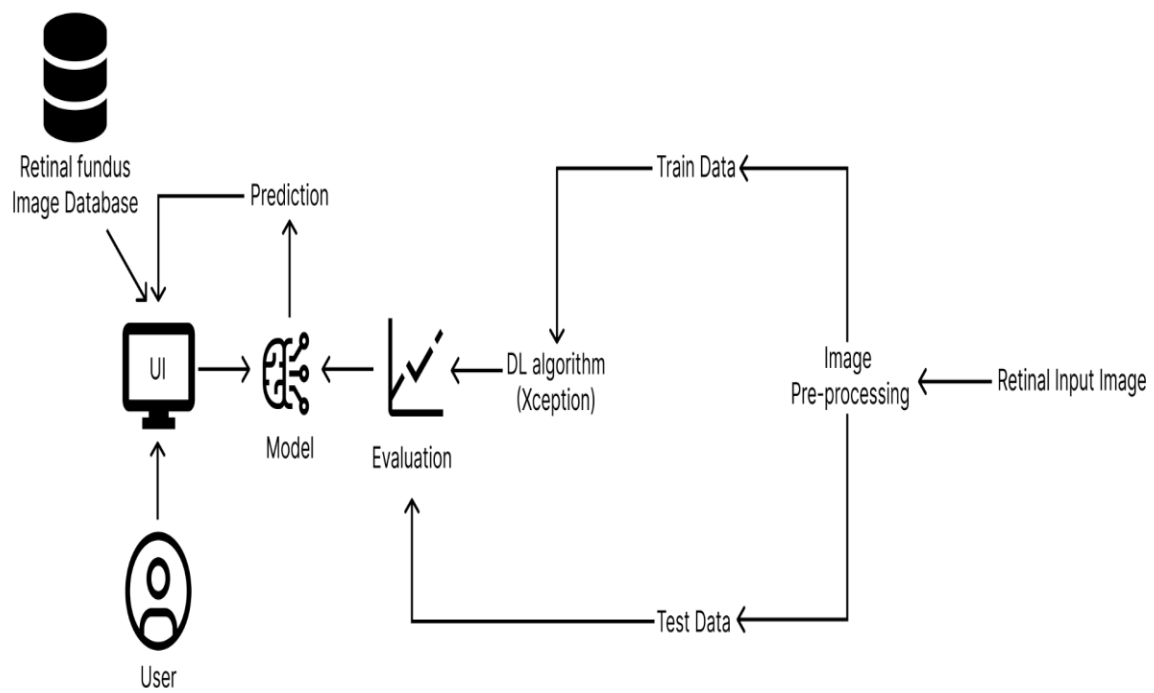 Retinal fundus
Image Database
Prediction
Train Data
UI
Model
Evaluation
DL algorithm
(Xception)
Image
Pre-processing
Retinal Input Image
Test Data
User